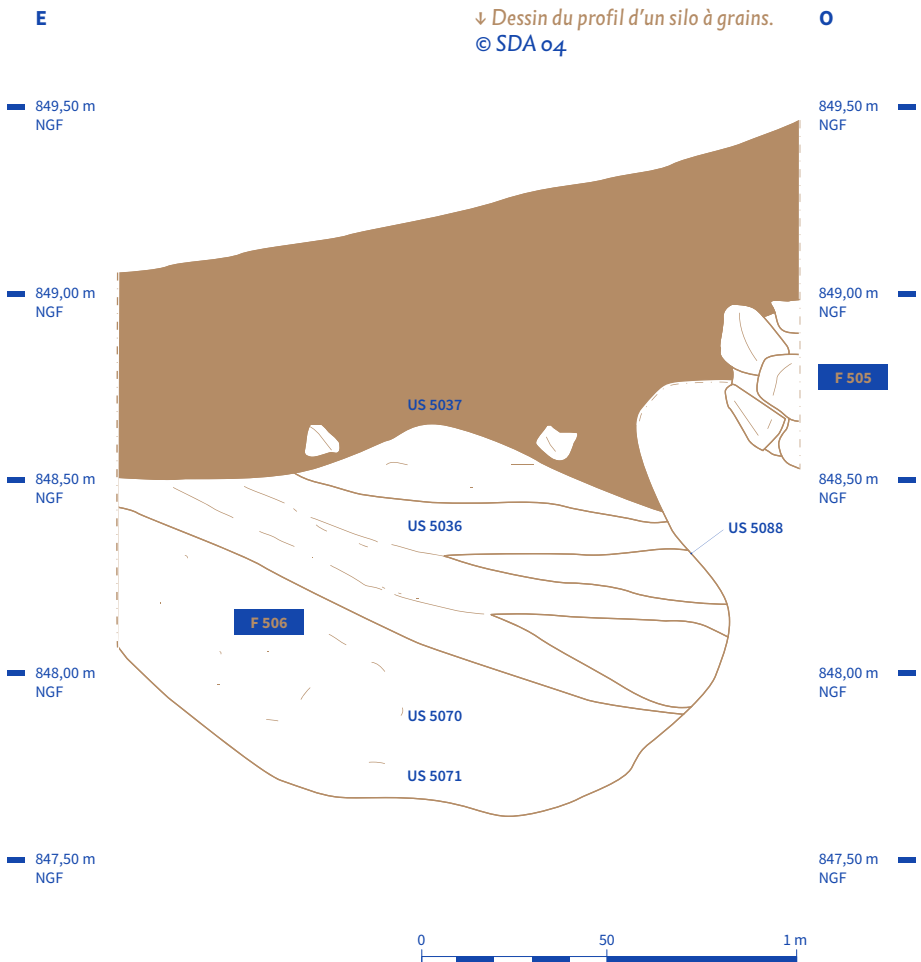 E
↓ Dessin du profil d'un silo à grains.
O
© SDA 04
849,50 m
NGF
849,50 m
NGF
849,00 m
NGF
849,00 m
NGF
F 505
US 5037
848,50 m
NGF
848,50 m
NGF
US 5036
US 5088
F 506
848,00 m
NGF
848,00 m
NGF
US 5070
US 5071
847,50 m
NGF
847,50 m
NGF
0
50
1 m